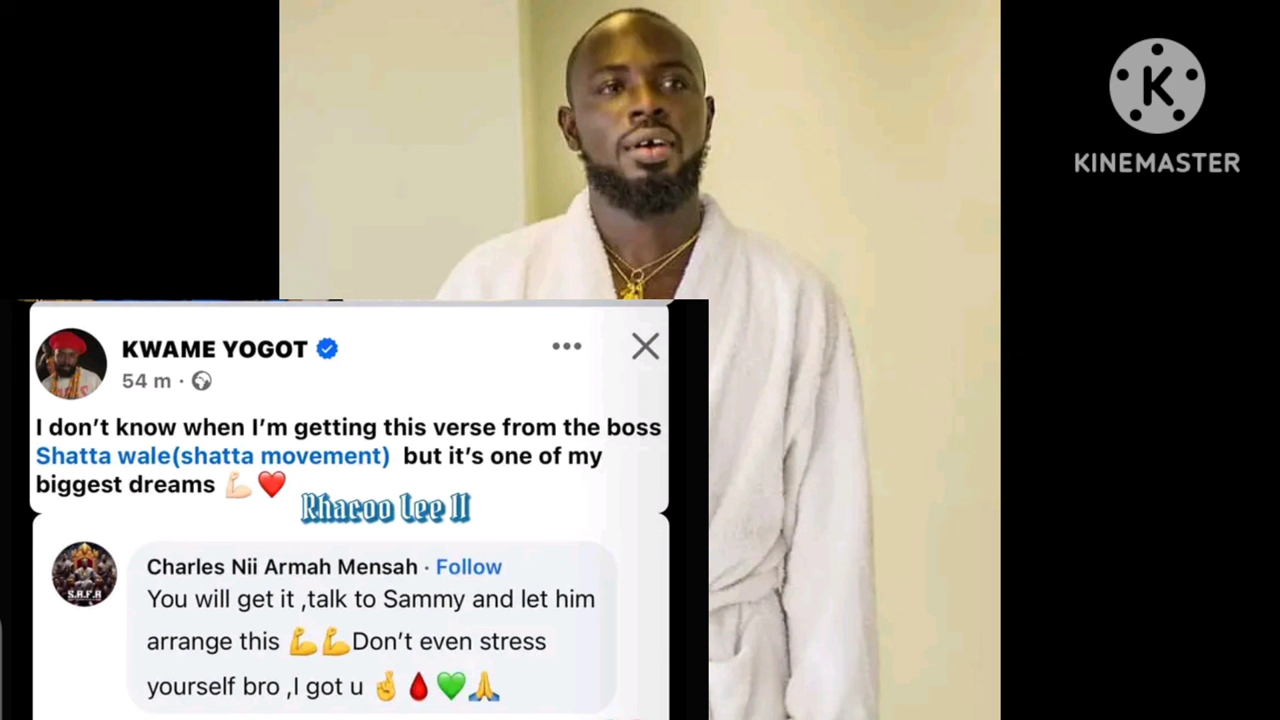 KINEMASTER
KWAME YOGOT
54 m ·
I don’t know when I’m getting this verse from the boss
Shatta wale(shatta movement) but it’s one of my
biggest dreams 💪🏻❤️
Rhacoo Lee II
Charles Nii Armah Mensah · Follow
S.A.F.A
You will get it ,talk to Sammy and let him
arrange this 💪💪Don’t even stress
yourself bro ,I got u 🤞🩸💚🙏